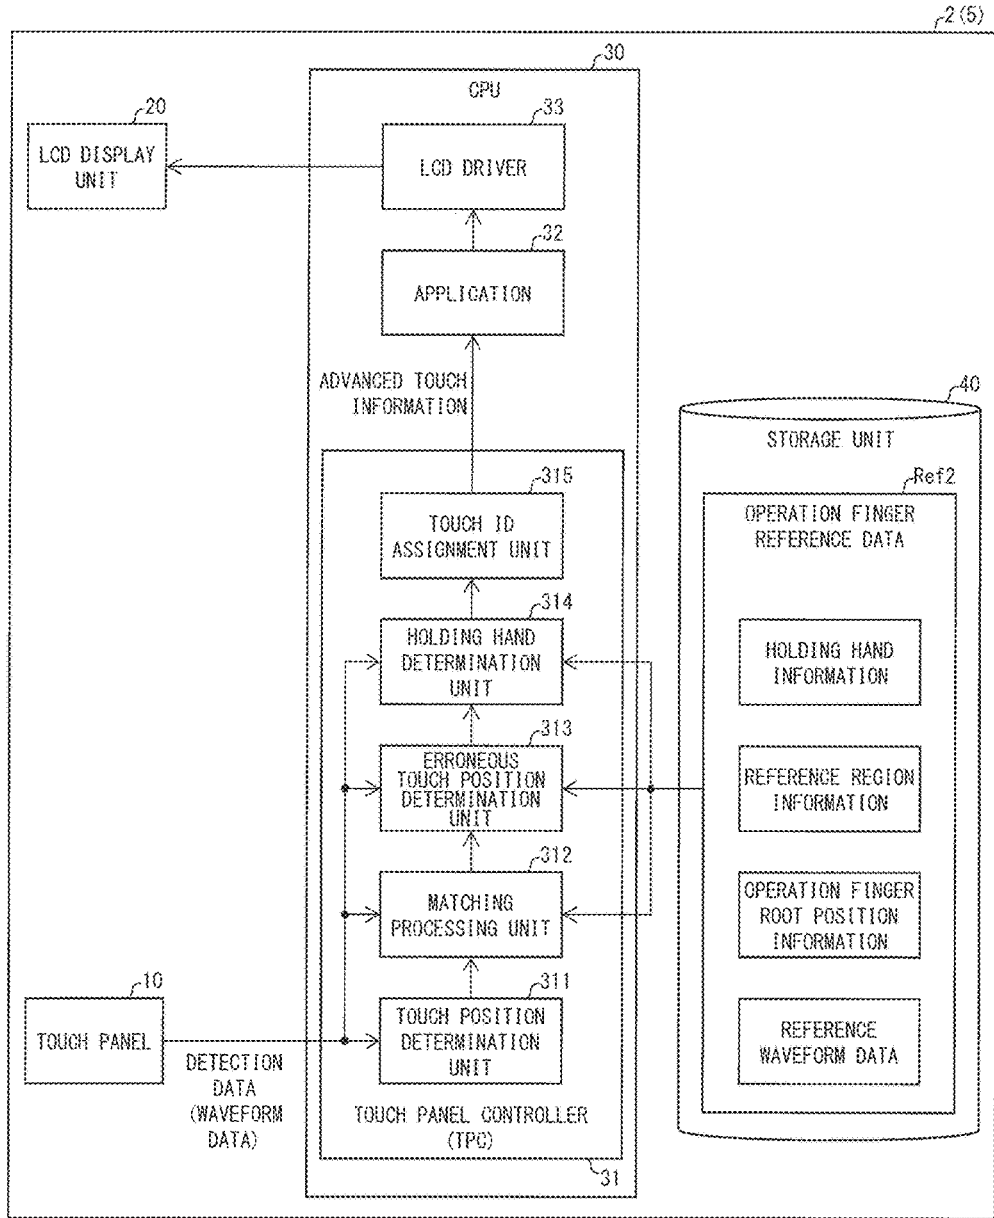 2(5)
30
CPU
20
LCD DISPLAY
UNIT
33
LCD DRIVER
32
APPLICATION
ADVANCED TOUCH
INFORMATION
40
STORAGE UNIT
Ref2
OPERATION FINGER
REFERENCE DATA
315
TOUCH ID
ASSIGNMENT UNIT
314
HOLDING HAND
DETERMINATION
UNIT
HOLDING HAND
INFORMATION
313
ERRONEOUS
TOUCH POSITION
DETERMINATION
UNIT
REFERENCE REGION
INFORMATION
312
MATCHING
PROCESSING UNIT
OPERATION FINGER
ROOT POSITION
INFORMATION
10
TOUCH PANEL
311
TOUCH POSITION
DETERMINATION
UNIT
REFERENCE
WAVEFORM DATA
DETECTION
DATA
(WAVEFORM
DATA)
TOUCH PANEL CONTROLLER
(TPC)
31